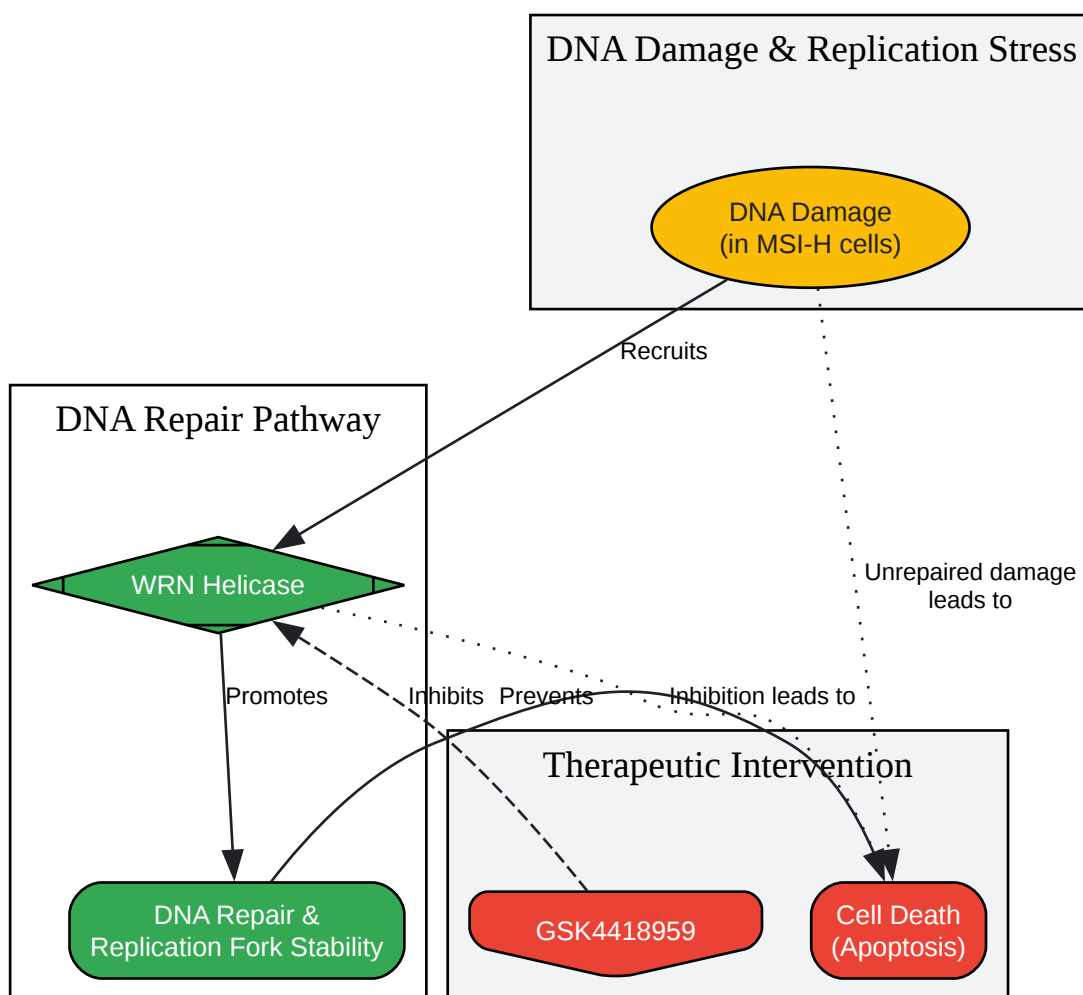 DNA Damage & Replication Stress
DNA Damage
(in MSI-H cells)
Recruits
DNA Repair Pathway
WRN Helicase
Unrepaired damage
leads to
Promotes
Inhibits
Prevents
Inhibition leads to
Therapeutic Intervention
DNA Repair &
Replication Fork Stability
GSK4418959
Cell Death
(Apoptosis)